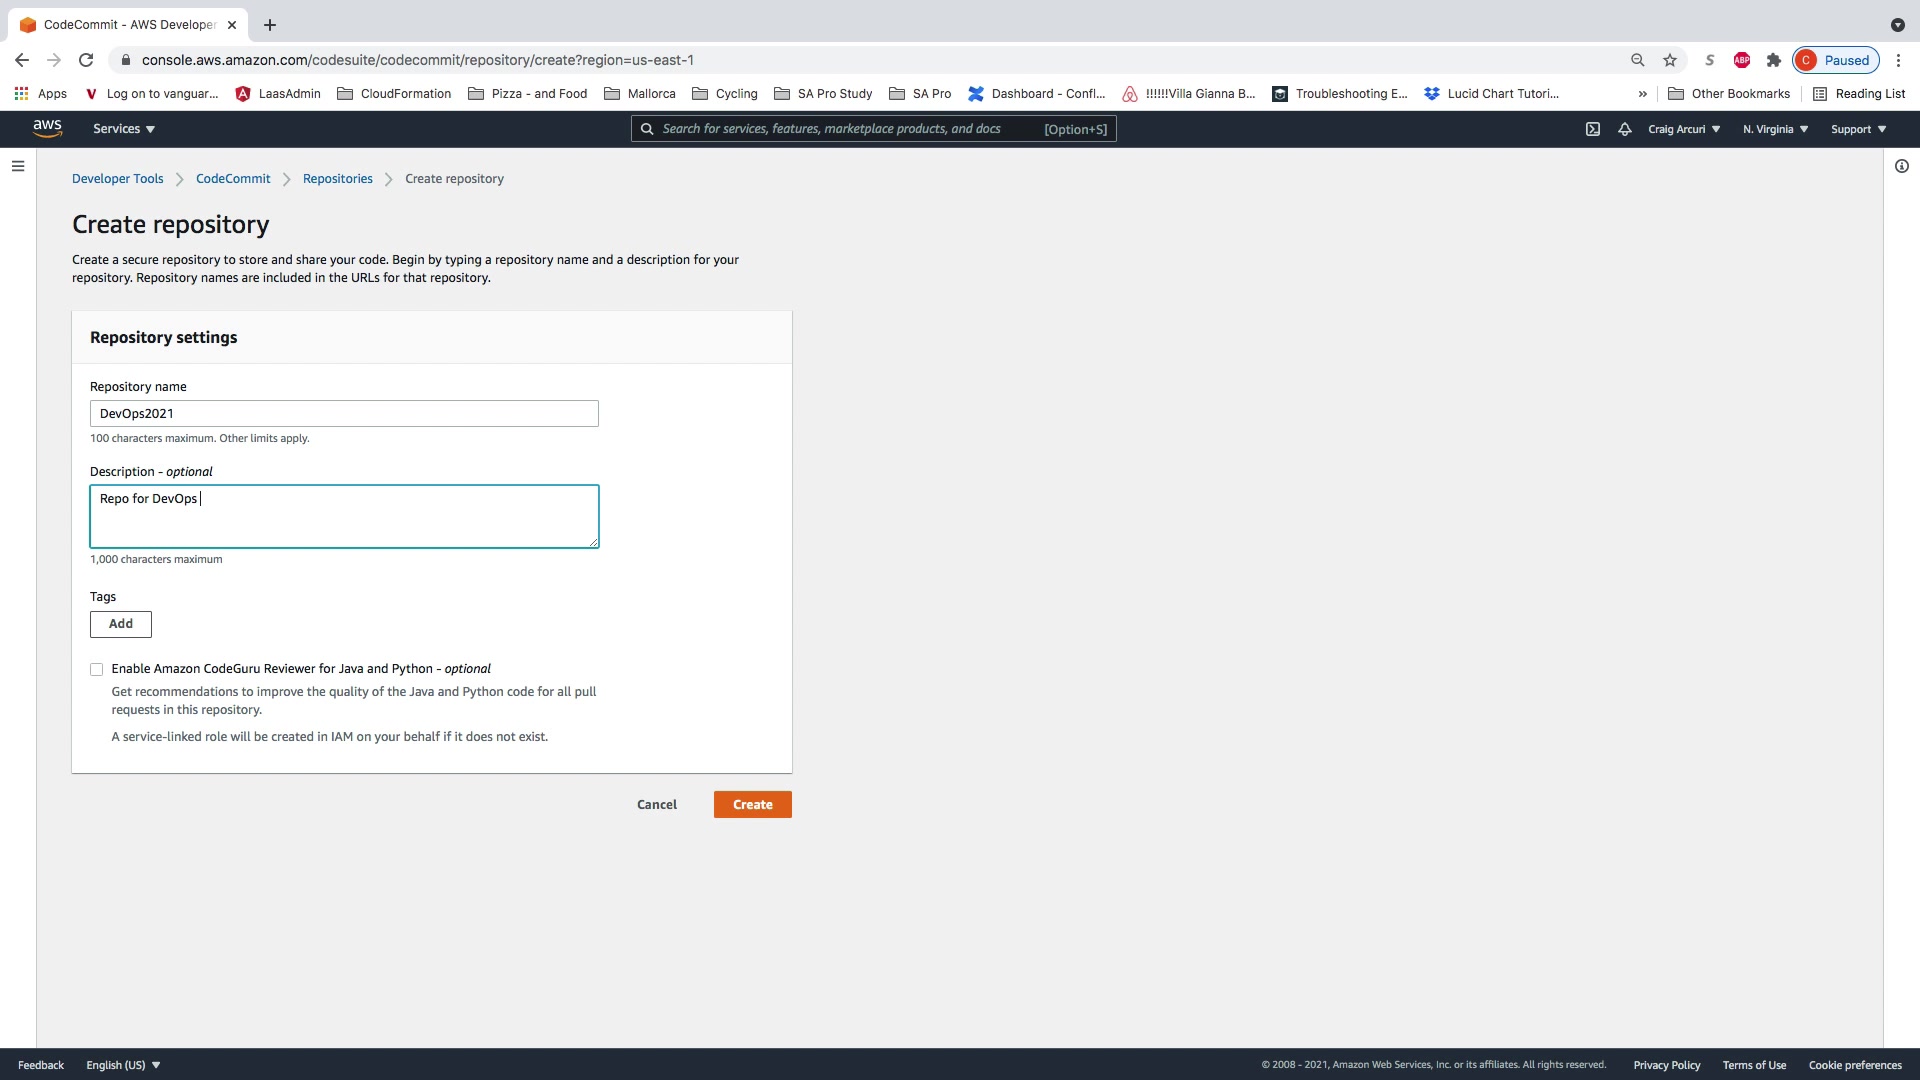 CodeCommit - AWS Developer
console.aws.amazon.com/codesuite/codecommit/repository/create?region=us-east-1
S
ABP
C
Paused
Apps
Log on to vanguar...
LaasAdmin
CloudFormation
Pizza - and Food
Mallorca
Cycling
SA Pro Study
SA Pro
Dashboard - Confl...
!!!!!!Villa Gianna B...
Troubleshooting E...
Lucid Chart Tutori...
»
Other Bookmarks
Reading List
aws
Services
Search for services, features, marketplace products, and docs
[Option+S]
Craig Arcuri
N. Virginia
Support
Developer Tools
CodeCommit
Repositories
Create repository
Create repository
Create a secure repository to store and share your code. Begin by typing a repository name and a description for your
repository. Repository names are included in the URLs for that repository.
Repository settings
Repository name
DevOps2021
100 characters maximum. Other limits apply.
Description - optional
Repo for DevOps
1,000 characters maximum
Tags
Add
Enable Amazon CodeGuru Reviewer for Java and Python - optional
Get recommendations to improve the quality of the Java and Python code for all pull
requests in this repository.
A service-linked role will be created in IAM on your behalf if it does not exist.
Cancel
Create
Feedback
English (US)
© 2008 - 2021, Amazon Web Services, Inc. or its affiliates. All rights reserved.
Privacy Policy
Terms of Use
Cookie preferences